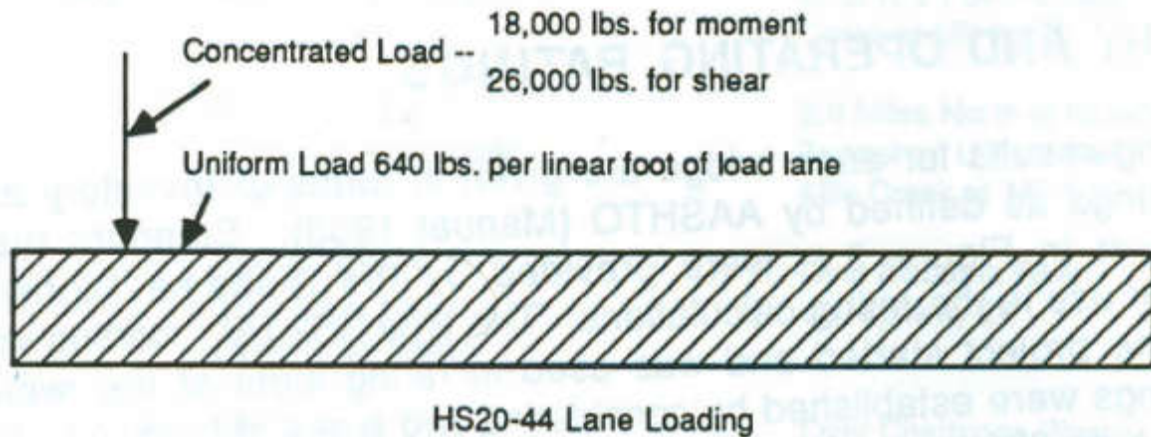 18,000 lbs. for moment
Concentrated Load --
26,000 lbs. for shear
Uniform Load 640 lbs. per linear foot of load lane
HS20-44 Lane Loading